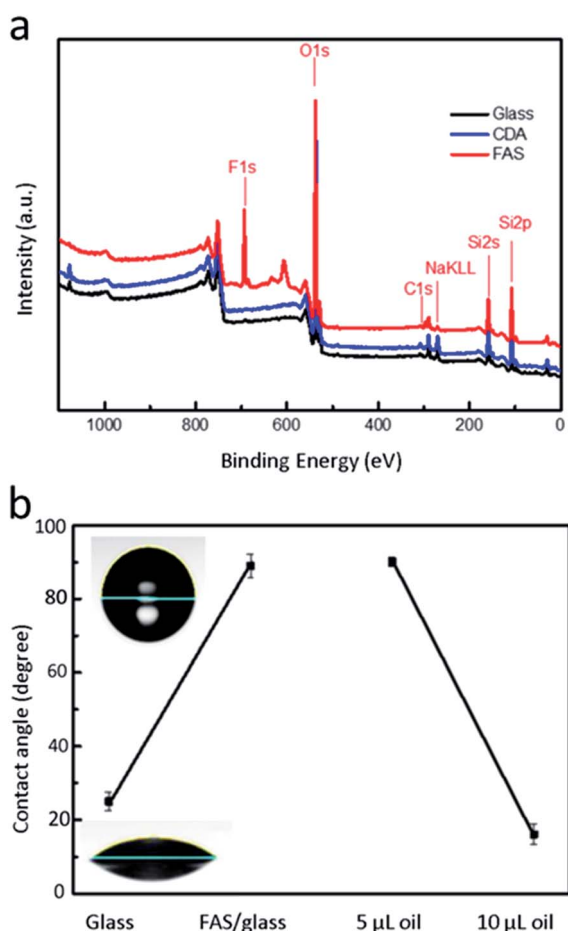 a
O1s
Glass
CDA
FAS
F1s
Si2p
Si2s
NaKLL
C1s
Intensity (a.u.)
1000 800 600 400 200 0
Binding Energy (eV)
b
100
80
60
40
20
0
Contact angle (degree)
Glass FAS/glass 5 µL oil 10 µL oil